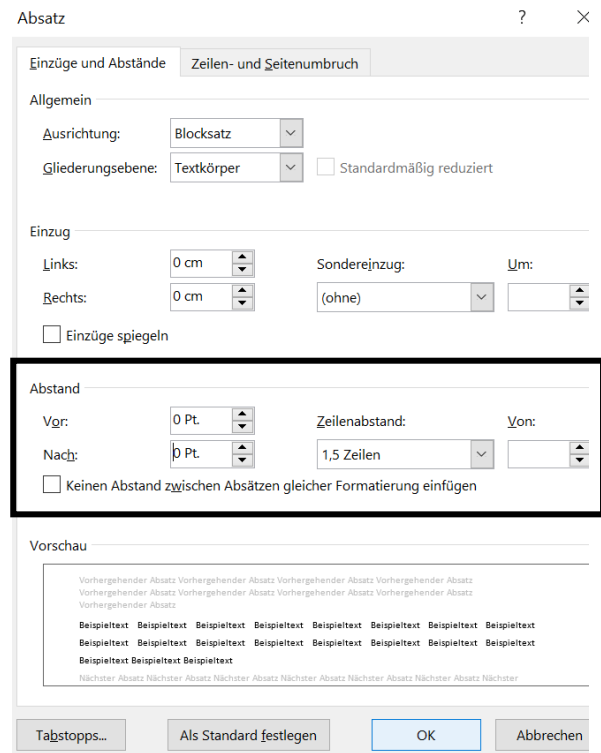 Absatz ?
Einzüge und Abstände Zeilen- und Seitenumbruch
Allgemein
Ausrichtung: Blocksatz
Gliederungsebene: Textkörper Standardmäßig reduziert
Einzug
Links: 0 cm Sondereinzug: Um:
Rechts: 0 cm (ohne)
Einzüge spiegeln
Abstand
Vor: 0 Pt. Zeilenabstand: Von:
Nach: 0 Pt. 1,5 Zeilen
Keinen Abstand zwischen Absätzen gleicher Formatierung einfügen
Vorschau
Vorhergehender Absatz Vorhergehender Absatz Vorhergehender Absatz Vorhergehender Absatz
Vorhergehender Absatz Vorhergehender Absatz Vorhergehender Absatz Vorhergehender Absatz
Vorhergehender Absatz
Beispieltext Beispieltext Beispieltext Beispieltext Beispieltext Beispieltext Beispieltext Beispieltext
Beispieltext Beispieltext Beispieltext Beispieltext Beispieltext Beispieltext Beispieltext Beispieltext
Beispieltext Beispieltext Beispieltext
Nächster Absatz Nächster Absatz Nächster Absatz Nächster Absatz Nächster Absatz Nächster
Tabstopps... Als Standard festlegen OK Abbrechen